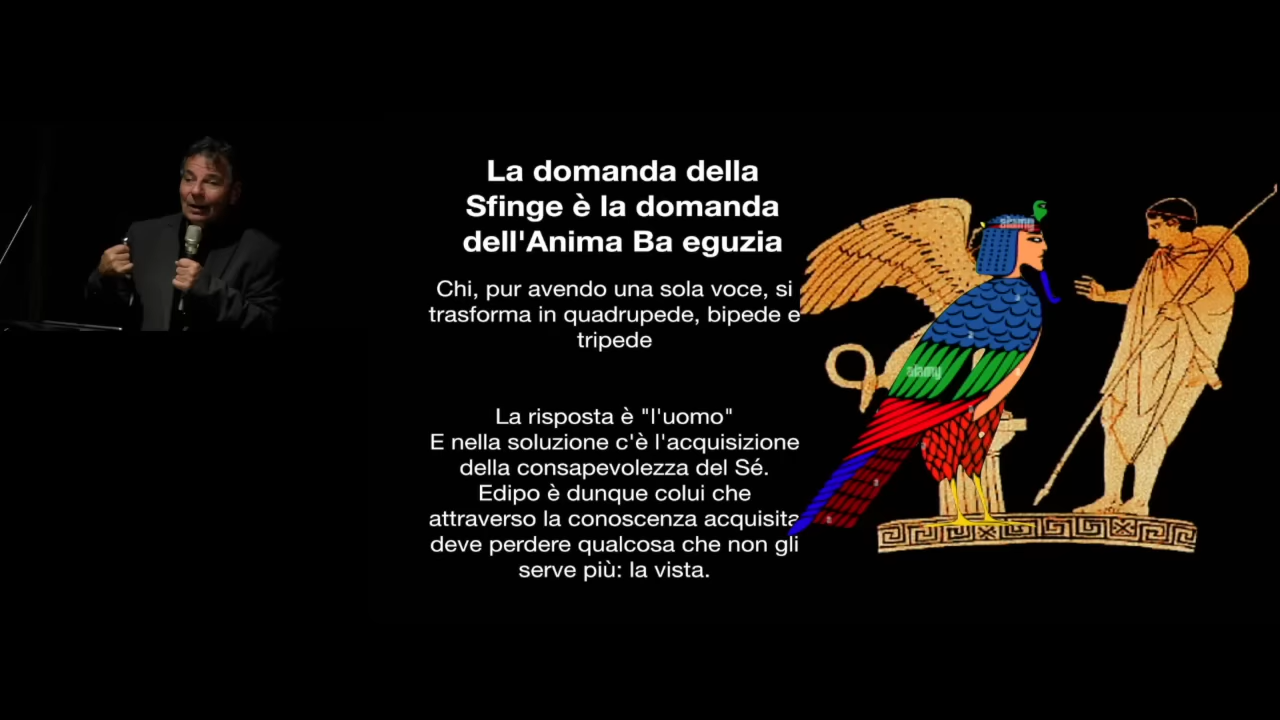 La domanda della
Sfinge è la domanda
dell'Anima Ba eguzia
Chi, pur avendo una sola voce, si
trasforma in quadrupede, bipede e
tripede
La risposta è "l'uomo"
E nella soluzione c'è l'acquisizione
della consapevolezza del Sé.
Edipo è dunque colui che
attraverso la conoscenza acquisita
deve perdere qualcosa che non gli
serve più: la vista.
alamy
alamy